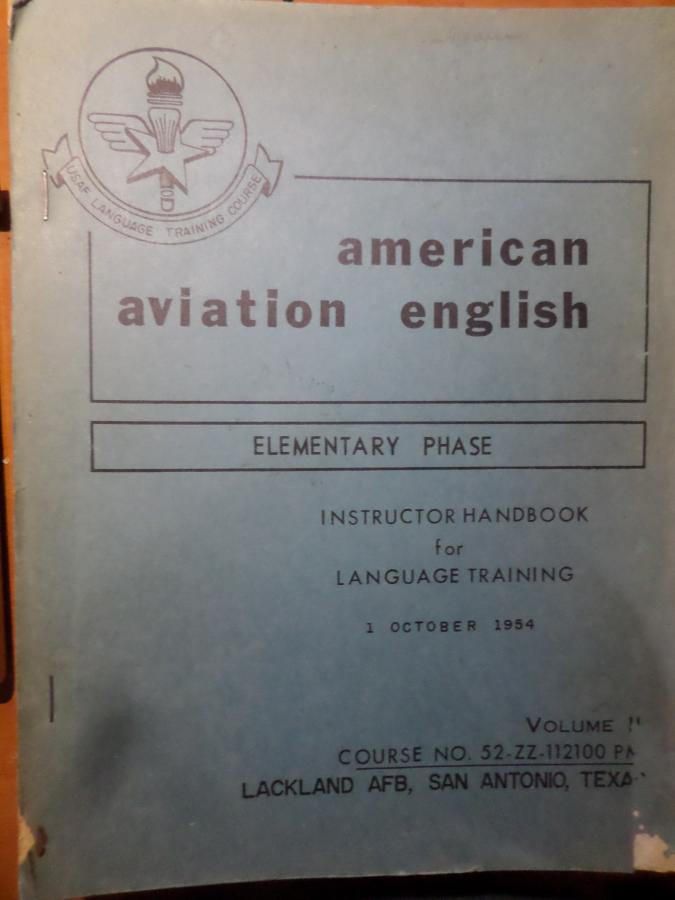 USAF LANGUAGE TRAINING COURSE
american
aviation english
ELEMENTARY PHASE
INSTRUCTOR HANDBOOK
for
LANGUAGE TRAINING
1 OCTOBER 1954
VOLUME
COURSE NO. 52-ZZ-112100
LACKLAND AFB, SAN ANTONIO,